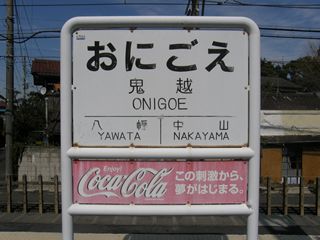 おにごえ
鬼越
ONIGOE
八幡 中山
YAWATA NAKAYAMA
Enjoy!
Coca-Cola
この刺激から、
夢がはじまる。